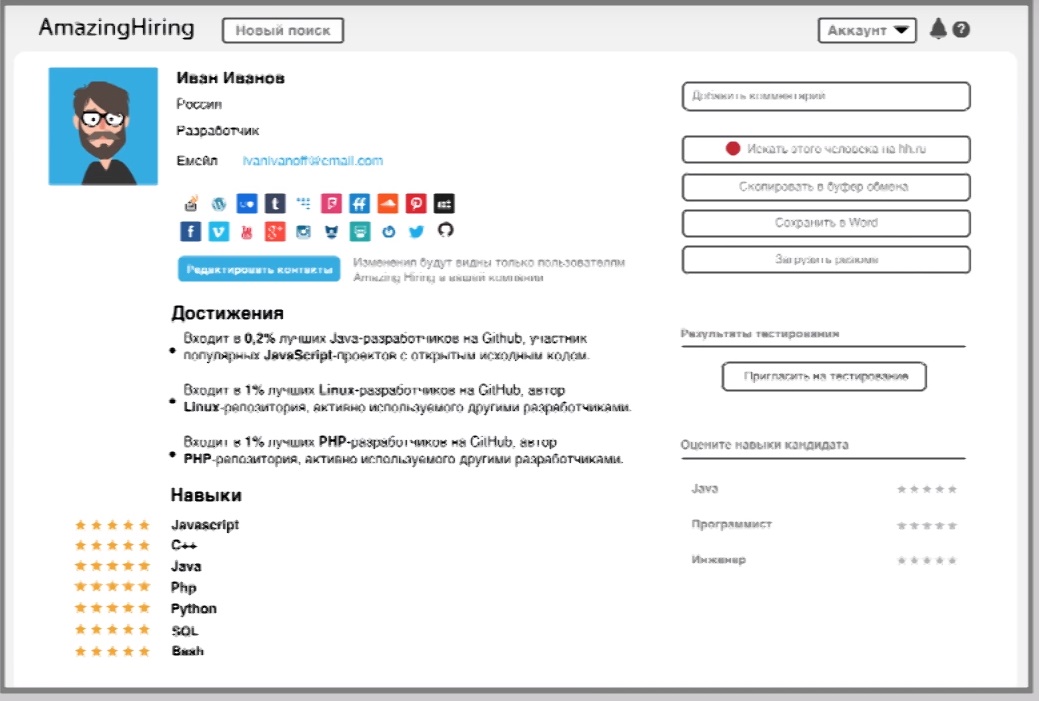 AmazingHiring
Новый поиск
Аккаунт
?
Иван Иванов
Россия
Разработчик
Емейл ivanivanoff@email.com
Редактировать контакты
Изменения будут видны только пользователям
Amazing Hiring в вашей компании
Достижения
Входит в 0,2% лучших Java-разработчиков на Github, участник
популярных JavaScript-проектов с открытым исходным кодом.
Входит в 1% лучших Linux-разработчиков на GitHub, автор
Linux-репозитория, активно используемого другими разработчиками.
Входит в 1% лучших PHP-разработчиков на GitHub, автор
PHP-репозитория, активно используемого другими разработчиками.
Навыки
Javascript
C++
Java
Php
Python
SQL
Bash
Добавить комментарий
Искать этого человека на hh.ru
Скопировать в буфер обмена
Сохранить в Word
Загрузить резюме
Результаты тестирования
Пригласить на тестирование
Оцените навыки кандидата
Java
Программист
Инженер